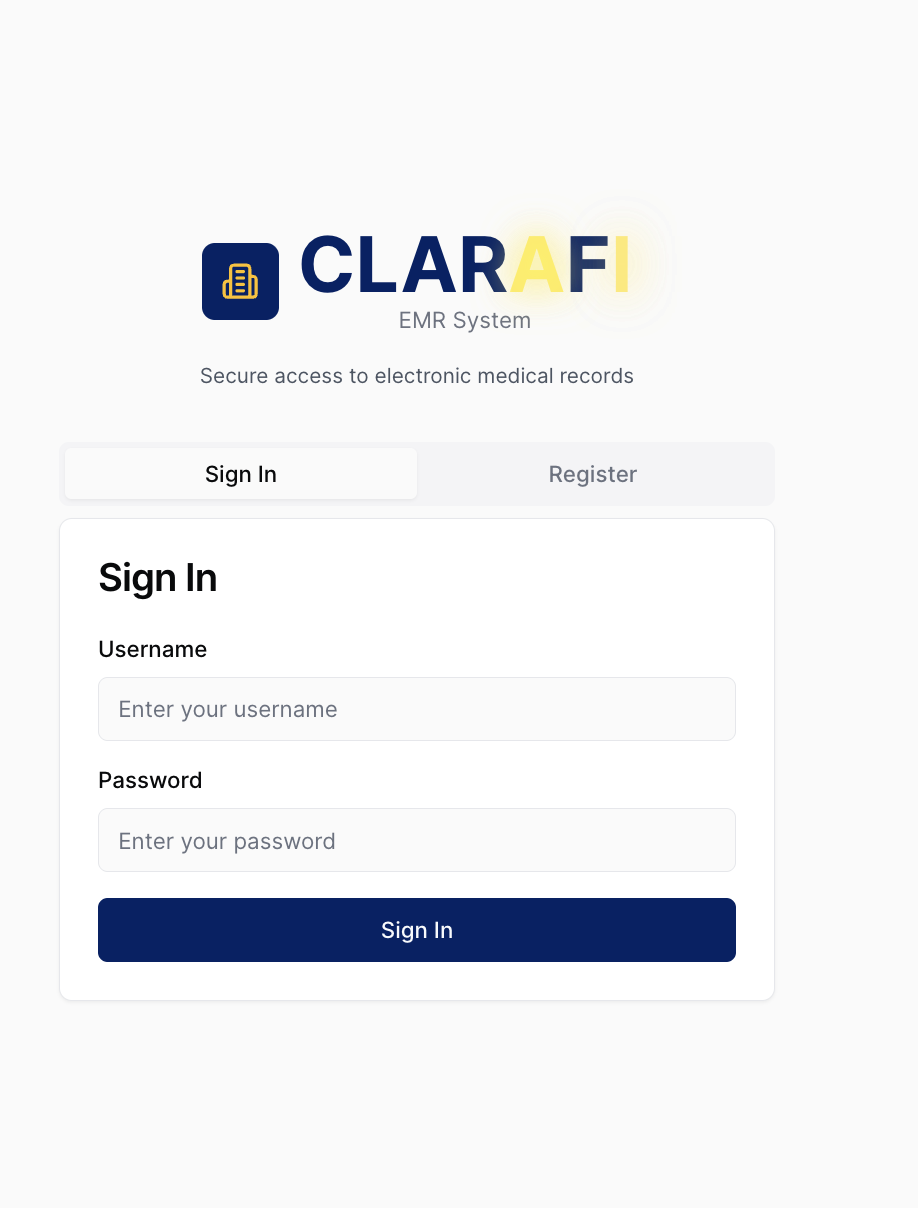 CLARAFI
EMR System
Secure access to electronic medical records
Sign In
Register
Sign In
Username
Enter your username
Password
Enter your password
Sign In